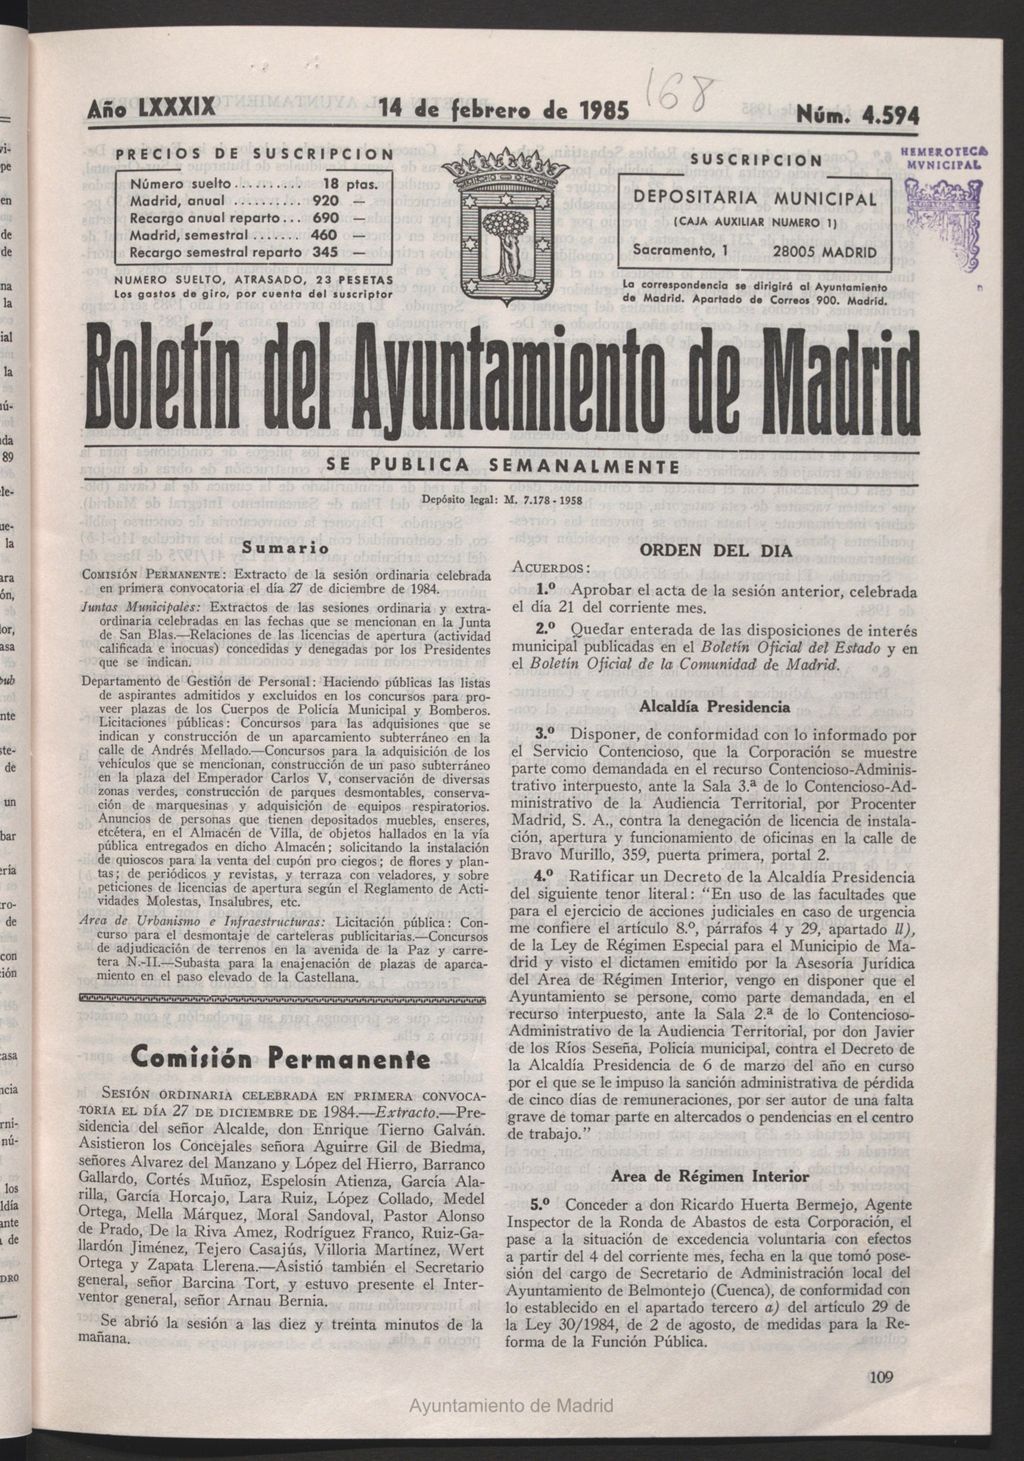 168
Año LXXXIX
14 de febrero de 1985
Núm. 4.594
PRECIOS DE SUSCRIPCION
Número suelto.......... 18 ptas.
Madrid, anual .......... 920 —
Recargo anual reparto... 690 —
Madrid, semestral ....... 460 —
Recargo semestral reparto 345 —
NUMERO SUELTO, ATRASADO, 23 PESETAS
Los gastos de giro, por cuenta del suscriptor
SUSCRIPCION
DEPOSITARIA MUNICIPAL
(CAJA AUXILIAR NUMERO 1)
Sacramento, 1 28005 MADRID
La correspondencia se dirigirá al Ayuntamiento
de Madrid. Apartado de Correos 900. Madrid.
HEMEROTECA
MVNICIPAL
Boletín del Ayuntamiento de Madrid
SE PUBLICA SEMANALMENTE
Depósito legal: M. 7.178 - 1958
Sumario
COMISIÓN PERMANENTE: Extracto de la sesión ordinaria celebrada
en primera convocatoria el día 27 de diciembre de 1984.
Juntas Municipales: Extractos de las sesiones ordinaria y extra-
ordinaria celebradas en las fechas que se mencionan en la Junta
de San Blas.—Relaciones de las licencias de apertura (actividad
calificada e inocuas) concedidas y denegadas por los Presidentes
que se indican.
Departamento de Gestión de Personal: Haciendo públicas las listas
de aspirantes admitidos y excluidos en los concursos para pro-
veer plazas de los Cuerpos de Policía Municipal y Bomberos.
Licitaciones públicas: Concursos para las adquisiciones que se
indican y construcción de un aparcamiento subterráneo en la
calle de Andrés Mellado.—Concursos para la adquisición de los
vehículos que se mencionan, construcción de un paso subterráneo
en la plaza del Emperador Carlos V, conservación de diversas
zonas verdes, construcción de parques desmontables, conserva-
ción de marquesinas y adquisición de equipos respiratorios.
Anuncios de personas que tienen depositados muebles, enseres,
etcétera, en el Almacén de Villa, de objetos hallados en la vía
pública entregados en dicho Almacén; solicitando la instalación
de quioscos para la venta del cupón pro ciegos; de flores y plan-
tas; de periódicos y revistas, y terraza con veladores, y sobre
peticiones de licencias de apertura según el Reglamento de Acti-
vidades Molestas, Insalubres, etc.
Area de Urbanismo e Infraestructuras: Licitación pública: Con-
curso para el desmontaje de carteleras publicitarias.—Concursos
de adjudicación de terrenos en la avenida de la Paz y carre-
tera N.-II.—Subasta para la enajenación de plazas de aparca-
miento en el paso elevado de la Castellana.
Comisión Permanente
SESIÓN ORDINARIA CELEBRADA EN PRIMERA CONVOCA-
TORIA EL DÍA 27 DE DICIEMBRE DE 1984.—Extracto.—Pre-
sidencia del señor Alcalde, don Enrique Tierno Galván.
Asistieron los Concejales señora Aguirre Gil de Biedma,
señores Alvarez del Manzano y López del Hierro, Barranco
Gallardo, Cortés Muñoz, Espelosín Atienza, García Ala-
rilla, García Horcajo, Lara Ruiz, López Collado, Medel
Ortega, Mella Márquez, Moral Sandoval, Pastor Alonso
de Prado, De la Riva Amez, Rodríguez Franco, Ruiz-Ga-
llardón Jiménez, Tejero Casajús, Villoria Martínez, Wert
Ortega y Zapata Llerena.—Asistió también el Secretario
general, señor Barcina Tort, y estuvo presente el Inter-
ventor general, señor Arnau Bernia.
Se abrió la sesión a las diez y treinta minutos de la
mañana.
ORDEN DEL DIA
ACUERDOS:
1.º Aprobar el acta de la sesión anterior, celebrada
el día 21 del corriente mes.
2.º Quedar enterada de las disposiciones de interés
municipal publicadas en el Boletín Oficial del Estado y en
el Boletín Oficial de la Comunidad de Madrid.
Alcaldía Presidencia
3.º Disponer, de conformidad con lo informado por
el Servicio Contencioso, que la Corporación se muestre
parte como demandada en el recurso Contencioso-Adminis-
trativo interpuesto, ante la Sala 3.ª de lo Contencioso-Ad-
ministrativo de la Audiencia Territorial, por Procenter
Madrid, S. A., contra la denegación de licencia de instala-
ción, apertura y funcionamiento de oficinas en la calle de
Bravo Murillo, 359, puerta primera, portal 2.
4.º Ratificar un Decreto de la Alcaldía Presidencia
del siguiente tenor literal: "En uso de las facultades que
para el ejercicio de acciones judiciales en caso de urgencia
me confiere el artículo 8.º, párrafos 4 y 29, apartado ll),
de la Ley de Régimen Especial para el Municipio de Ma-
drid y visto el dictamen emitido por la Asesoría Jurídica
del Area de Régimen Interior, vengo en disponer que el
Ayuntamiento se persone, como parte demandada, en el
recurso interpuesto, ante la Sala 2.ª de lo Contencioso-
Administrativo de la Audiencia Territorial, por don Javier
de los Ríos Seseña, Policía municipal, contra el Decreto de
la Alcaldía Presidencia de 6 de marzo del año en curso
por el que se le impuso la sanción administrativa de pérdida
de cinco días de remuneraciones, por ser autor de una falta
grave de tomar parte en altercados o pendencias en el centro
de trabajo."
Area de Régimen Interior
5.º Conceder a don Ricardo Huerta Bermejo, Agente
Inspector de la Ronda de Abastos de esta Corporación, el
pase a la situación de excedencia voluntaria con efectos
a partir del 4 del corriente mes, fecha en la que tomó pose-
sión del cargo de Secretario de Administración local del
Ayuntamiento de Belmontejo (Cuenca), de conformidad con
lo establecido en el apartado tercero a) del artículo 29 de
la Ley 30/1984, de 2 de agosto, de medidas para la Re-
forma de la Función Pública.
109
Ayuntamiento de Madrid